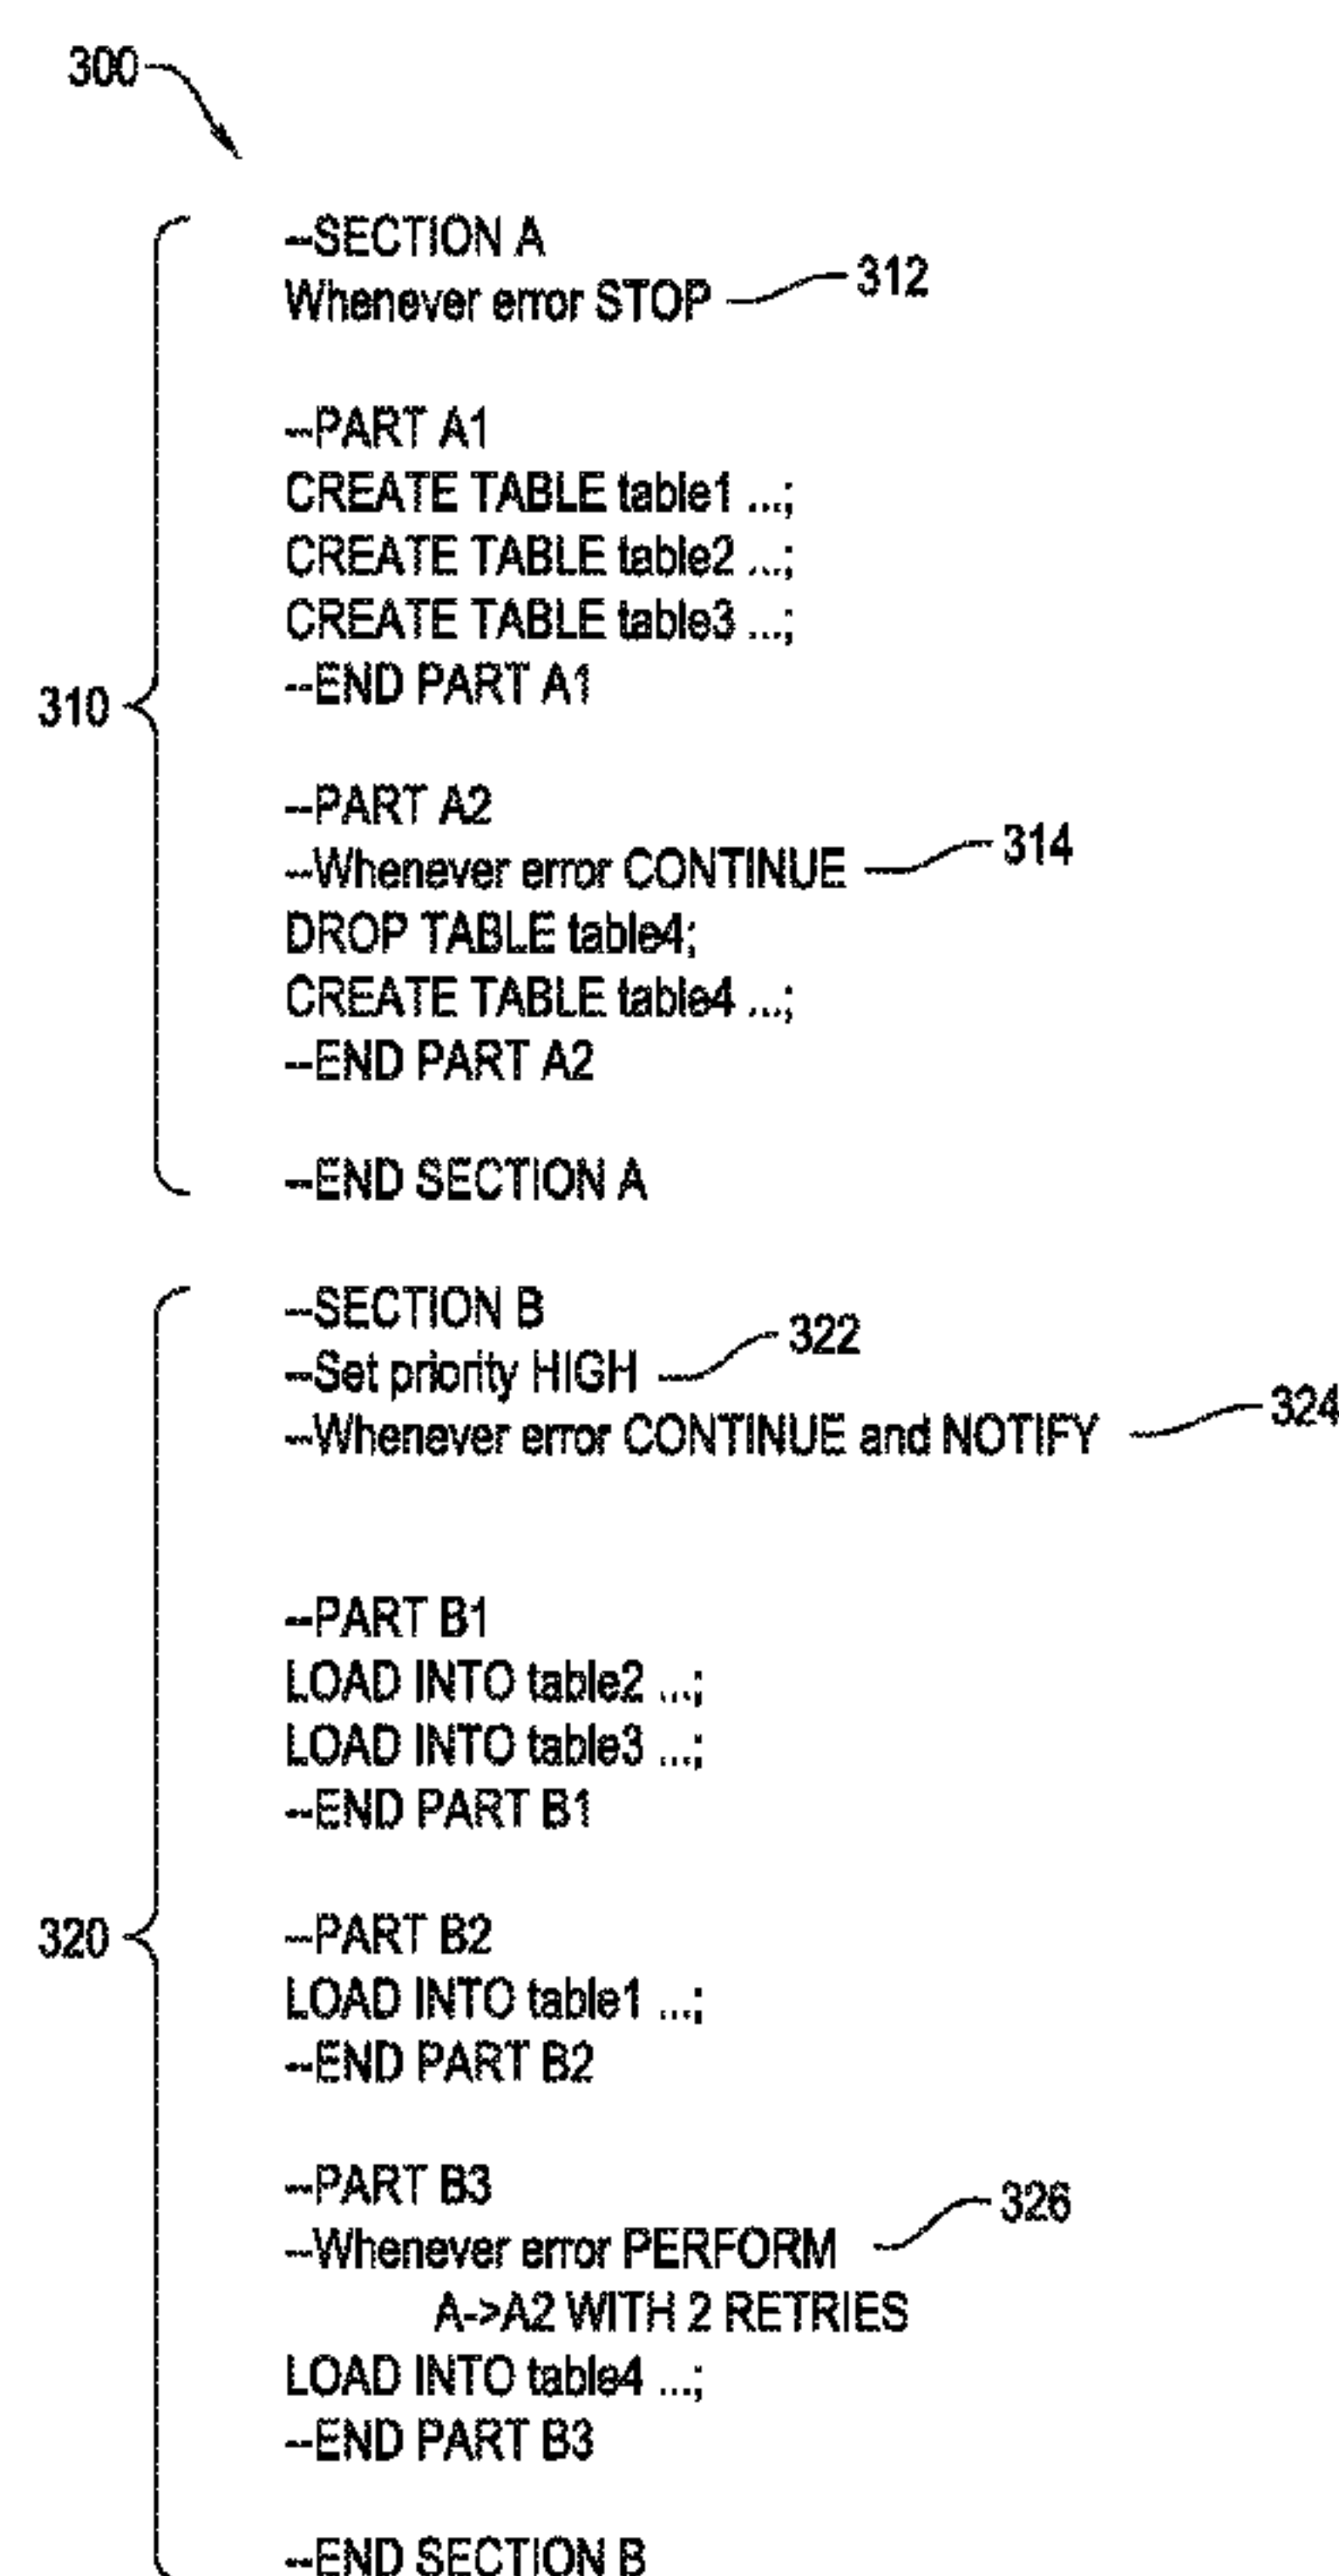 300
--SECTION A
Whenever error STOP 312
--PART A1
CREATE TABLE table1 ...;
CREATE TABLE table2 ...;
CREATE TABLE table3 ...;
--END PART A1
310
--PART A2
--Whenever error CONTINUE 314
DROP TABLE table4;
CREATE TABLE table4 ...;
--END PART A2
--END SECTION A
--SECTION B
--Set priority HIGH 322
--Whenever error CONTINUE and NOTIFY 324
--PART B1
LOAD INTO table2 ...;
LOAD INTO table3 ...;
--END PART B1
320
--PART B2
LOAD INTO table1 ...;
--END PART B2
--PART B3
--Whenever error PERFORM 326
A->A2 WITH 2 RETRIES
LOAD INTO table4 ...;
--END PART B3
--END SECTION B